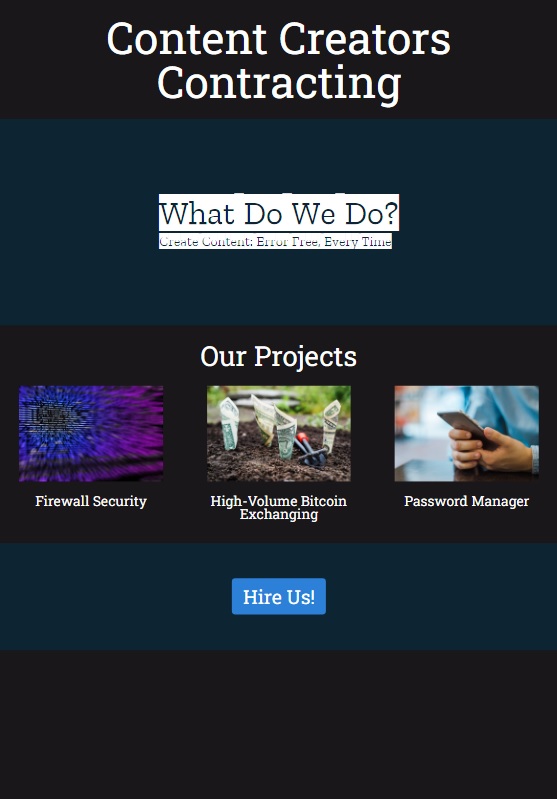 Content Creators
Contracting
What Do We Do?
Create Content: Error Free, Every Time
Our Projects
Firewall Security
High-Volume Bitcoin
Exchanging
Password Manager
Hire Us!